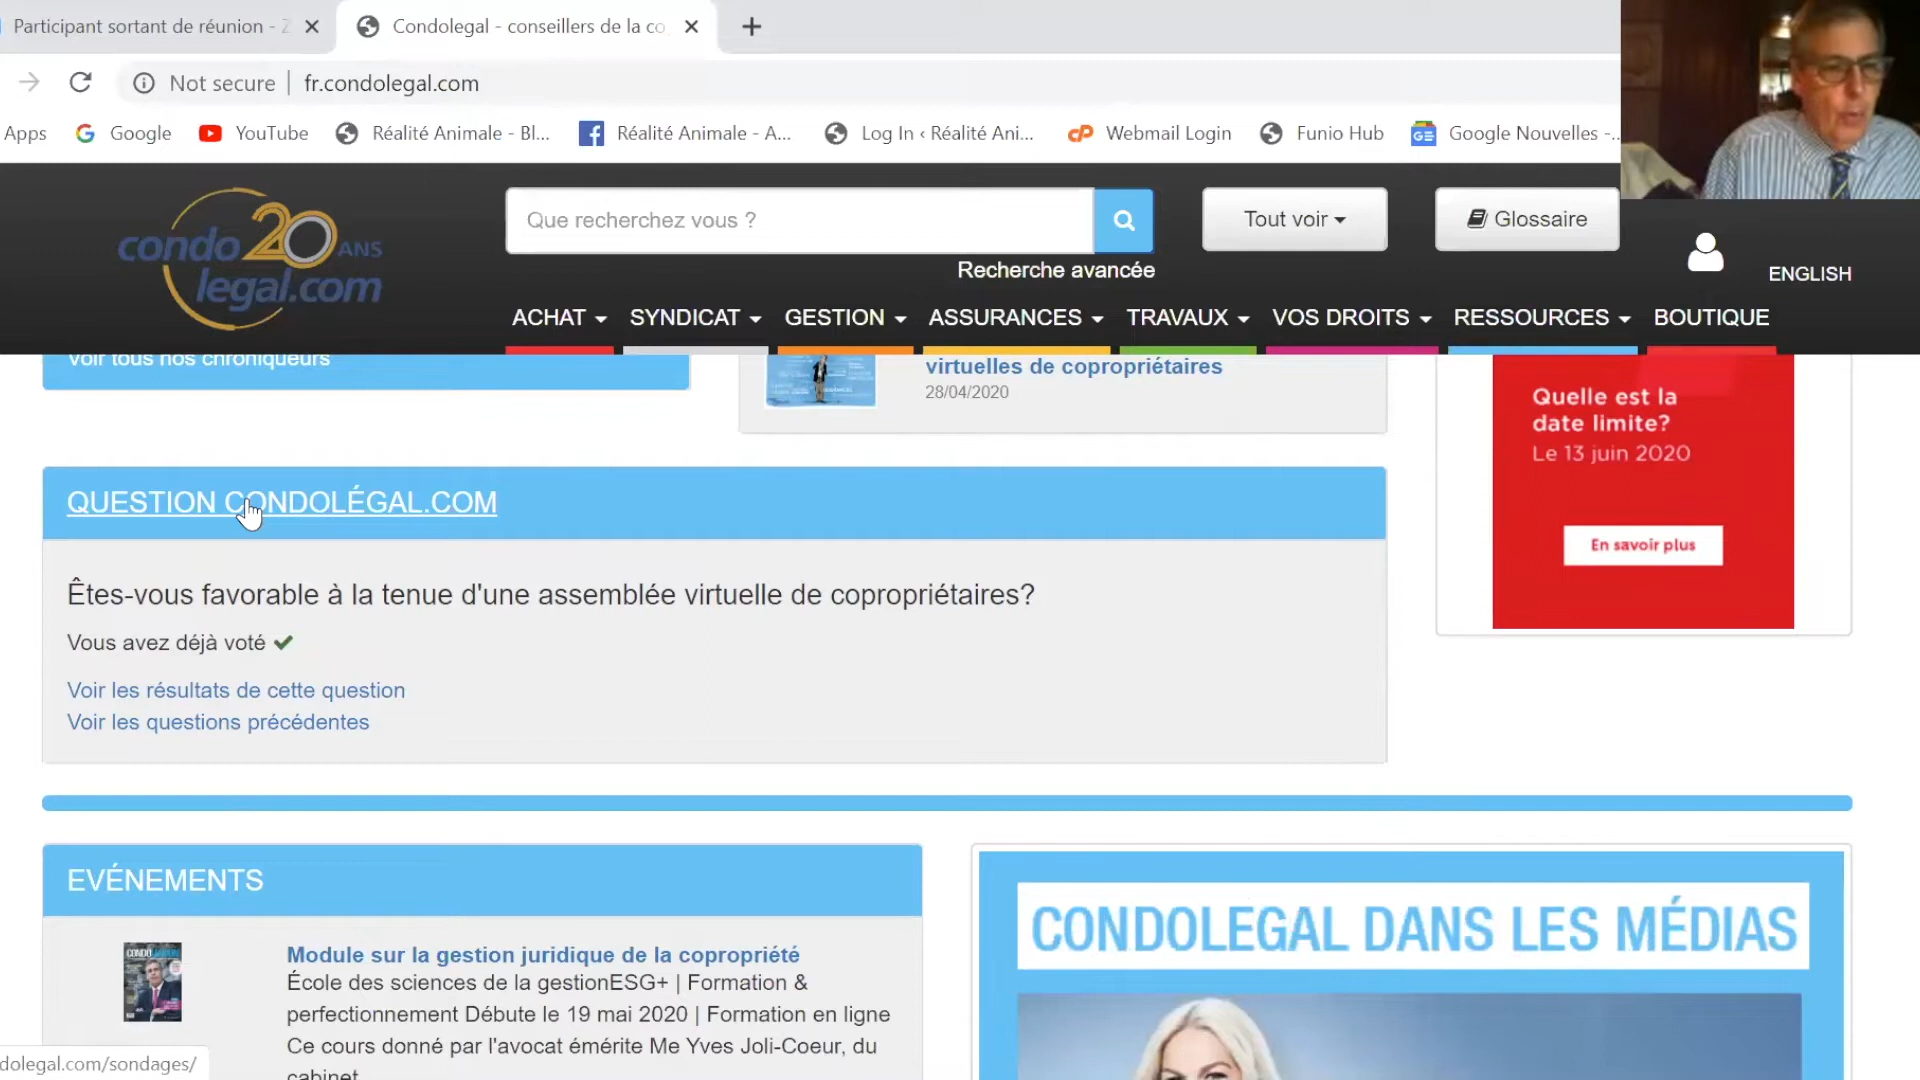 Participant sortant de réunion - Z
Condolegal - conseillers de la co
Not secure
fr.condolegal.com
Apps
Google
YouTube
Réalité Animale - Bl...
Réalité Animale - A...
Log In ‹ Réalité Ani...
Webmail Login
Funio Hub
Google Nouvelles -...
condo 20 ANS
legal.com
Que recherchez vous ?
Tout voir
Glossaire
Recherche avancée
ENGLISH
ACHAT
SYNDICAT
GESTION
ASSURANCES
TRAVAUX
VOS DROITS
RESSOURCES
BOUTIQUE
Voir tous nos chroniqueurs
virtuelles de copropriétaires
28/04/2020
Quelle est la
date limite?
Le 13 juin 2020
En savoir plus
QUESTION CONDOLÉGAL.COM
Êtes-vous favorable à la tenue d'une assemblée virtuelle de copropriétaires?
Vous avez déjà voté
Voir les résultats de cette question
Voir les questions précédentes
EVÉNEMENTS
Module sur la gestion juridique de la copropriété
École des sciences de la gestionESG+ | Formation &
perfectionnement Débute le 19 mai 2020 | Formation en ligne
Ce cours donné par l'avocat émérite Me Yves Joli-Coeur, du
cabinet
CONDOLEGAL DANS LES MÉDIAS
dolegal.com/sondages/